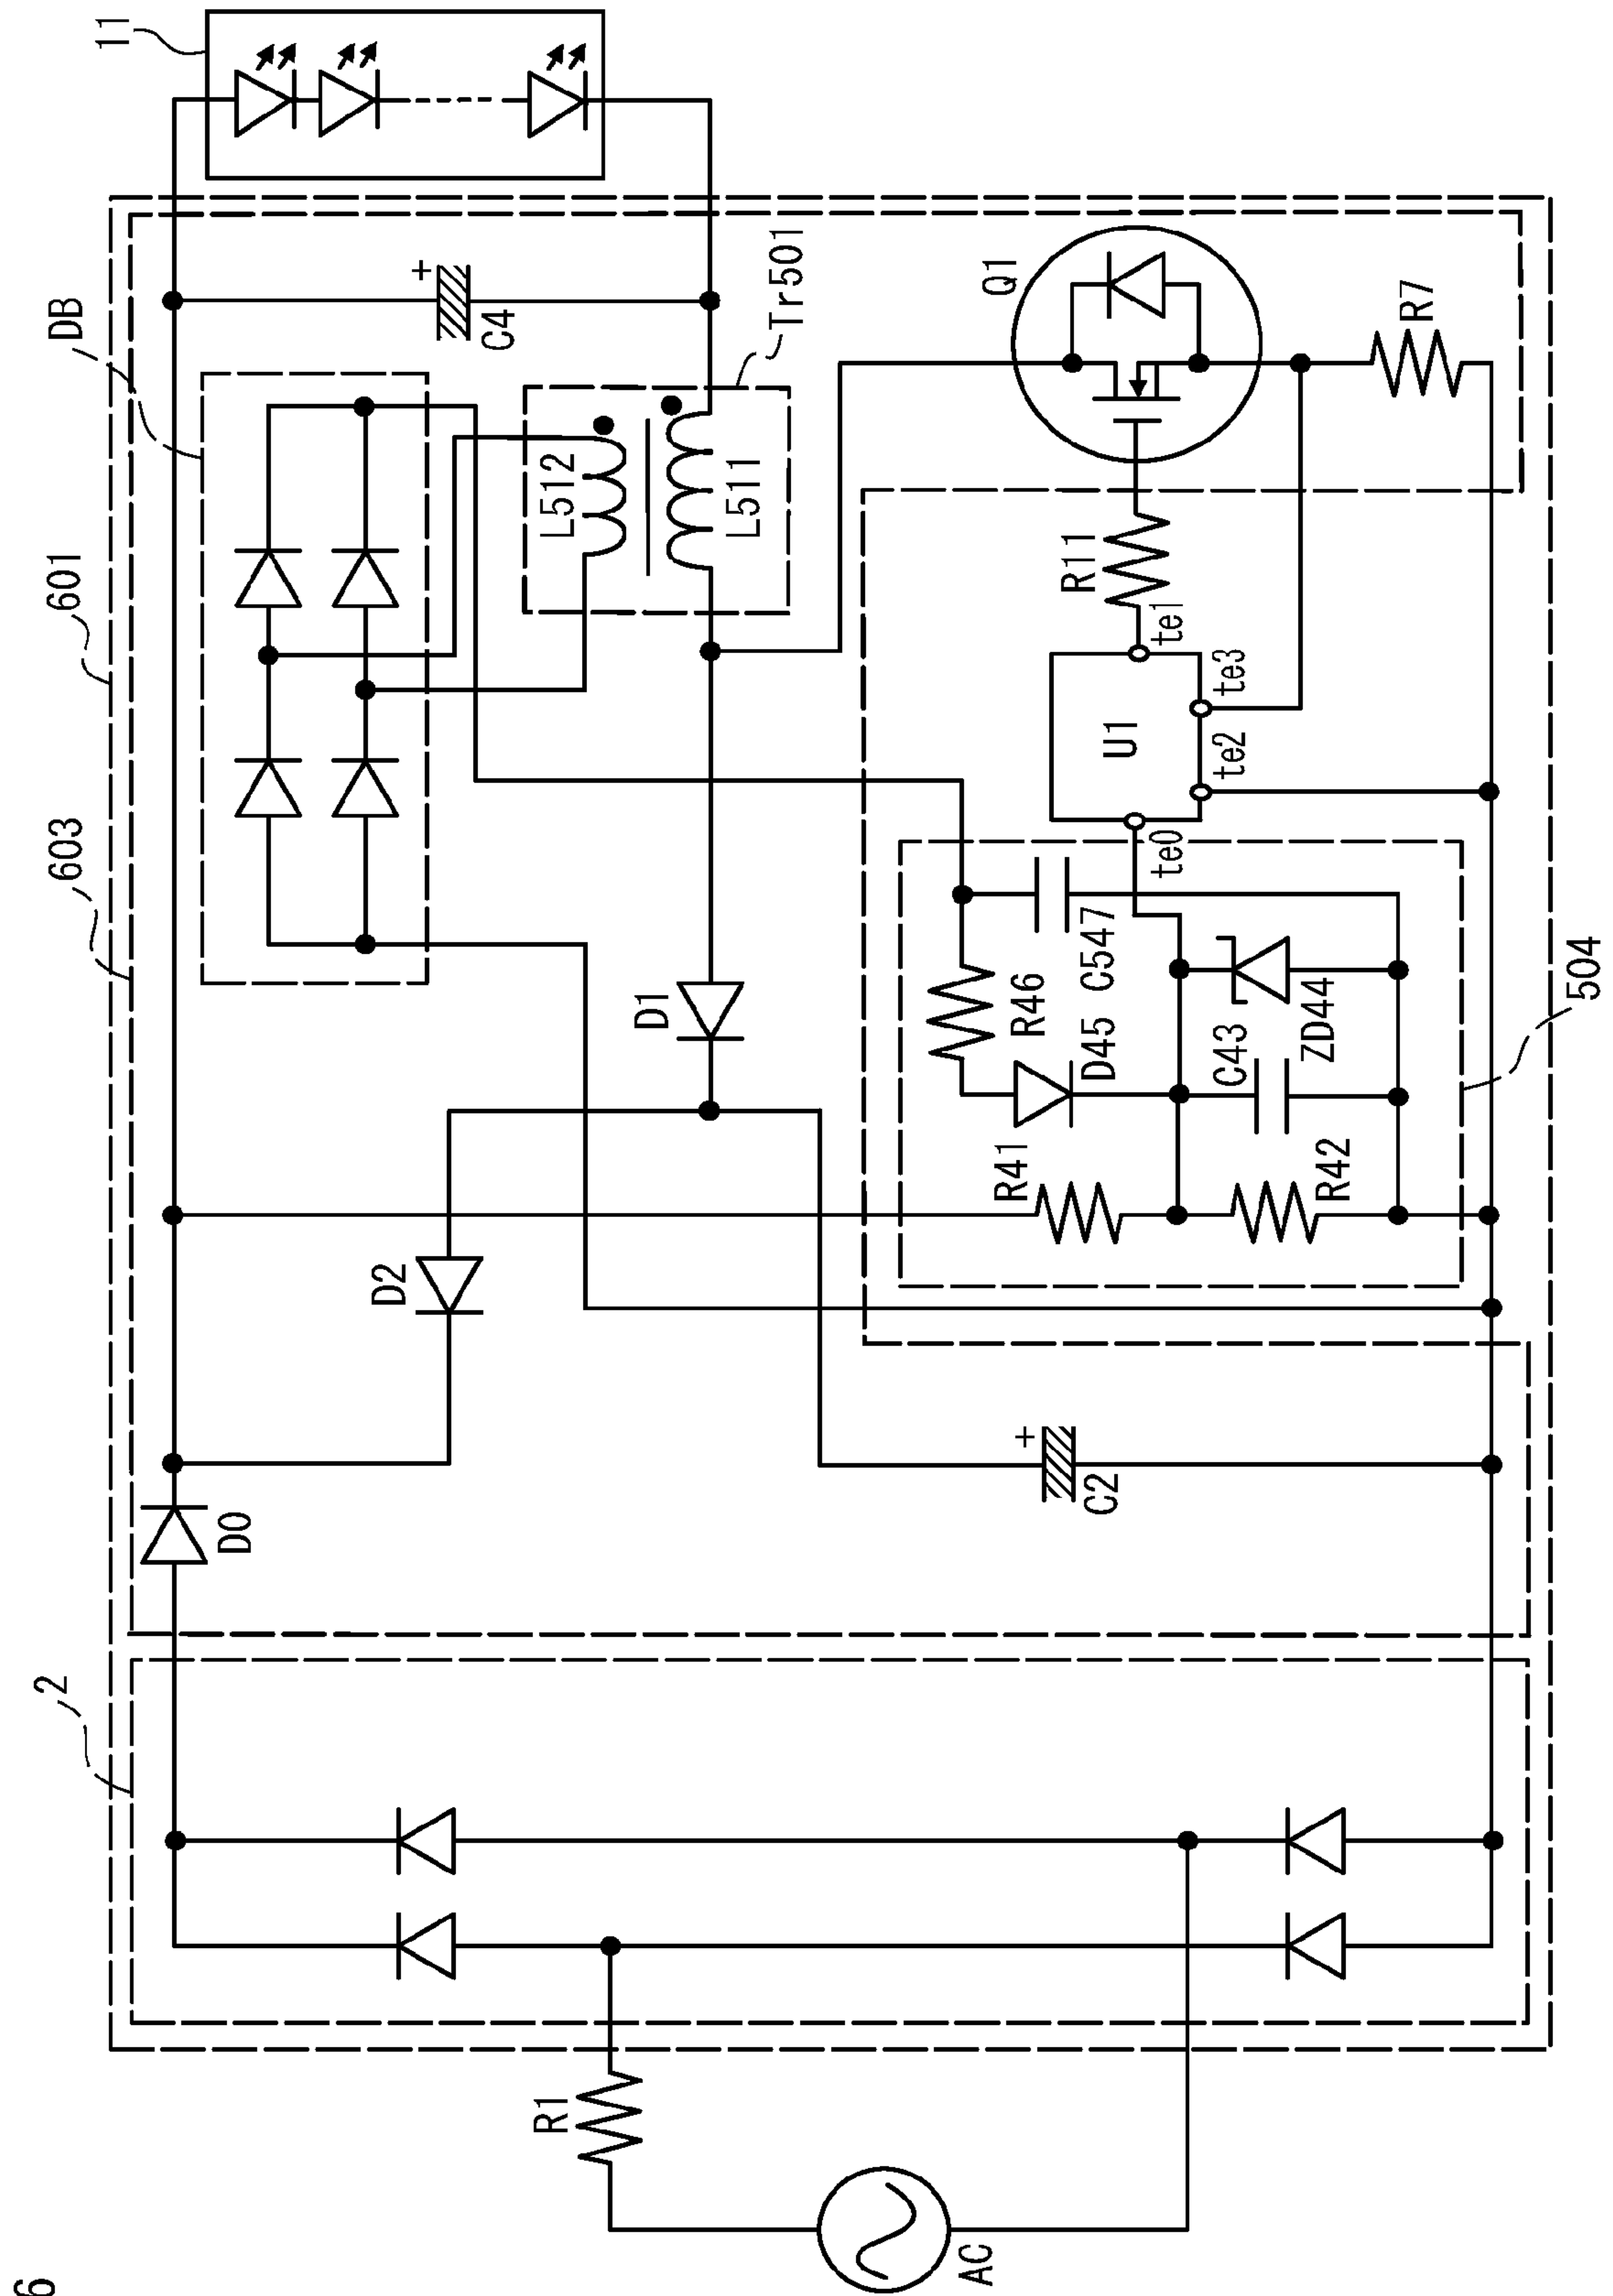 6
11
DB
601
603
2
C4
Tr501
L512
L511
Q1
R7
R11
te1
te3
te2
te0
U1
D1
D2
D0
R46
C547
D45
C43
ZD44
R41
R42
504
+
C2
+
R1
AC